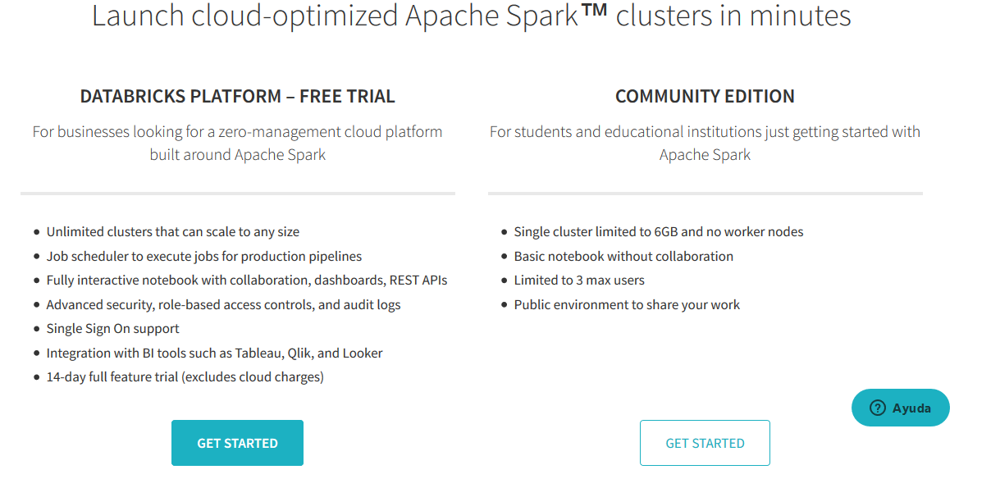 Launch cloud-optimized Apache Spark™ clusters in minutes
DATABRICKS PLATFORM – FREE TRIAL
For businesses looking for a zero-management cloud platform
built around Apache Spark
• Unlimited clusters that can scale to any size
• Job scheduler to execute jobs for production pipelines
• Fully interactive notebook with collaboration, dashboards, REST APIs
• Advanced security, role-based access controls, and audit logs
• Single Sign On support
• Integration with BI tools such as Tableau, Qlik, and Looker
• 14-day full feature trial (excludes cloud charges)
GET STARTED
COMMUNITY EDITION
For students and educational institutions just getting started with
Apache Spark
• Single cluster limited to 6GB and no worker nodes
• Basic notebook without collaboration
• Limited to 3 max users
• Public environment to share your work
GET STARTED
? Ayuda